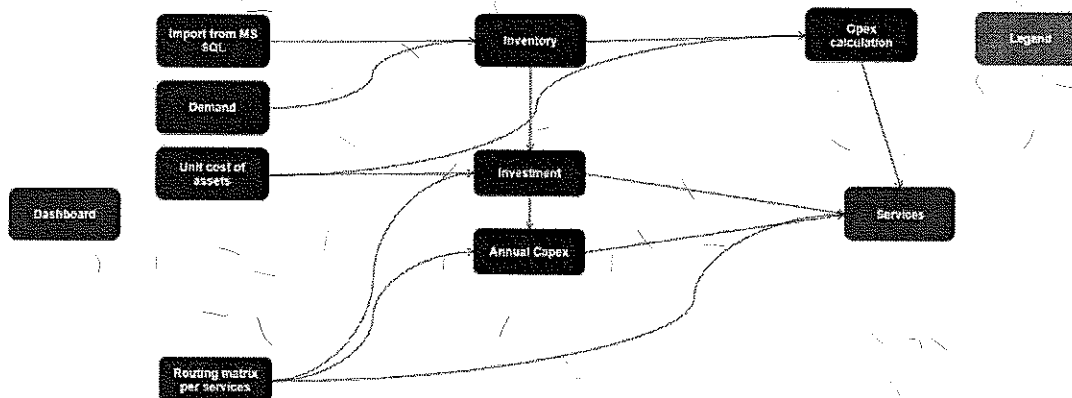 Import from MS
SQL
Inventory
Opex
calculation
Legend
Demand
Unit cost of
assets
Investment
Dashboard
Services
Annual Capex
Routing matrix
per services